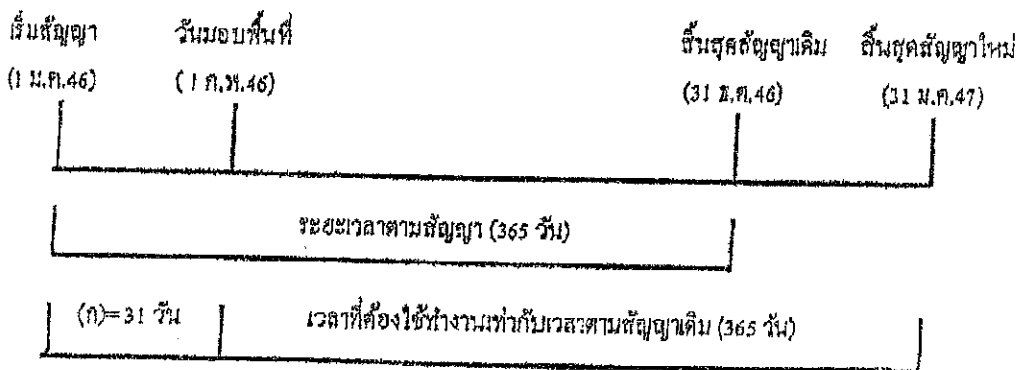 เริ่มสัญญา วันมอบพื้นที่ สิ้นสุดสัญญาเดิม สิ้นสุดสัญญาใหม่
(1 ม.ค.46) (1 ก.พ.46) (31 ธ.ค.46) (31 ม.ค.47)
ระยะเวลาตามสัญญา (365 วัน)
(ก)=31 วัน เวลาที่ต้องใช้ทำงานเท่ากับเวลาตามสัญญาเดิม (365 วัน)